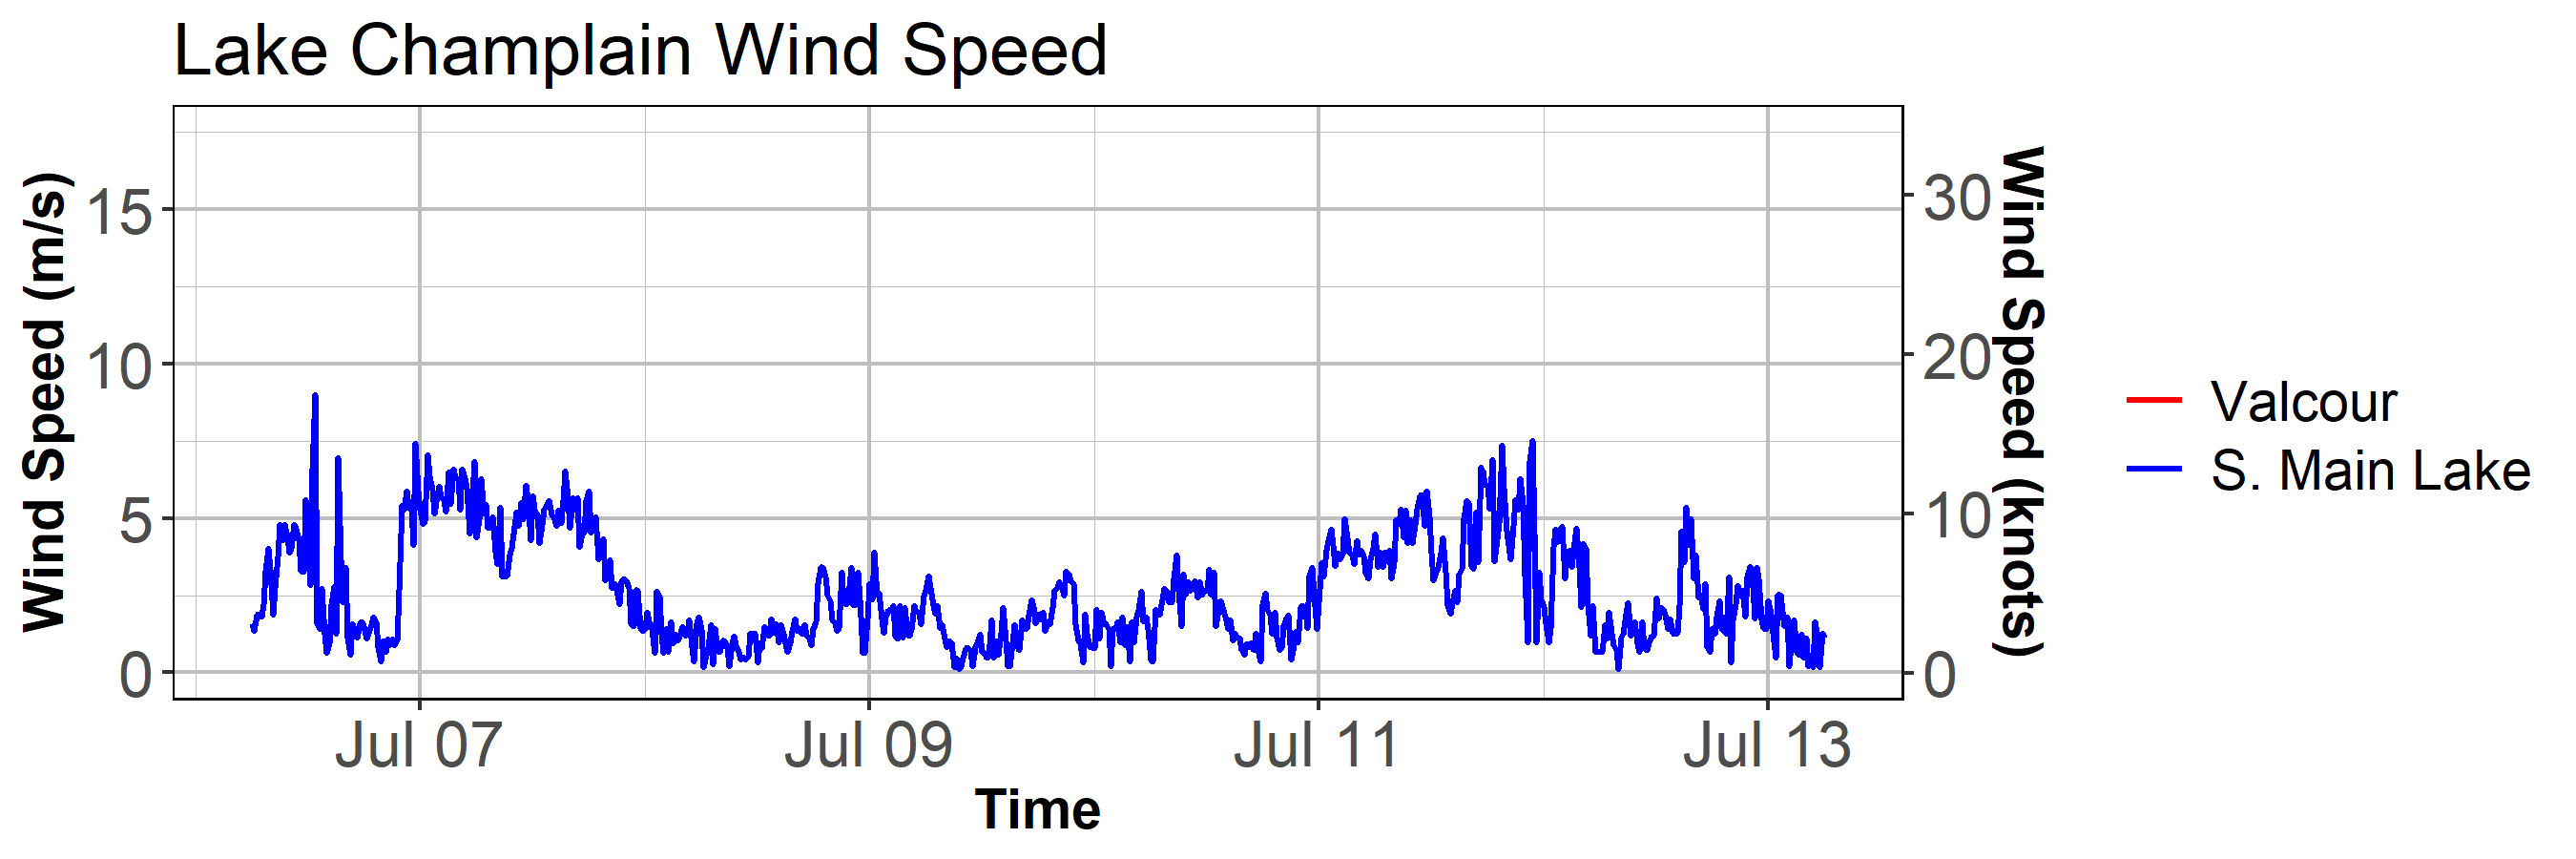 Lake Champlain Wind Speed
Wind Speed (m/s)
15
10
5
0
30
20
10
0
Wind Speed (knots)
Jul 07
Jul 09
Jul 11
Jul 13
Time
Valcour
S. Main Lake